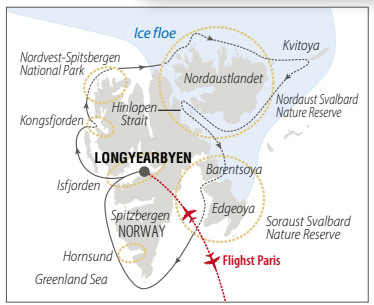 Ice floe
Kvitoya
Nordvest-Spitsbergen
National Park
Nordaustlandet
Hinlopen
Strait
Nordaust Svalbard
Nature Reserve
Kongsfjorden
LONGYEARBYEN
Barentsoya
Isfjorden
Spitzbergen
NORWAY
Edgeoya
Soraust Svalbard
Nature Reserve
Hornsund
Flighst Paris
Greenland Sea